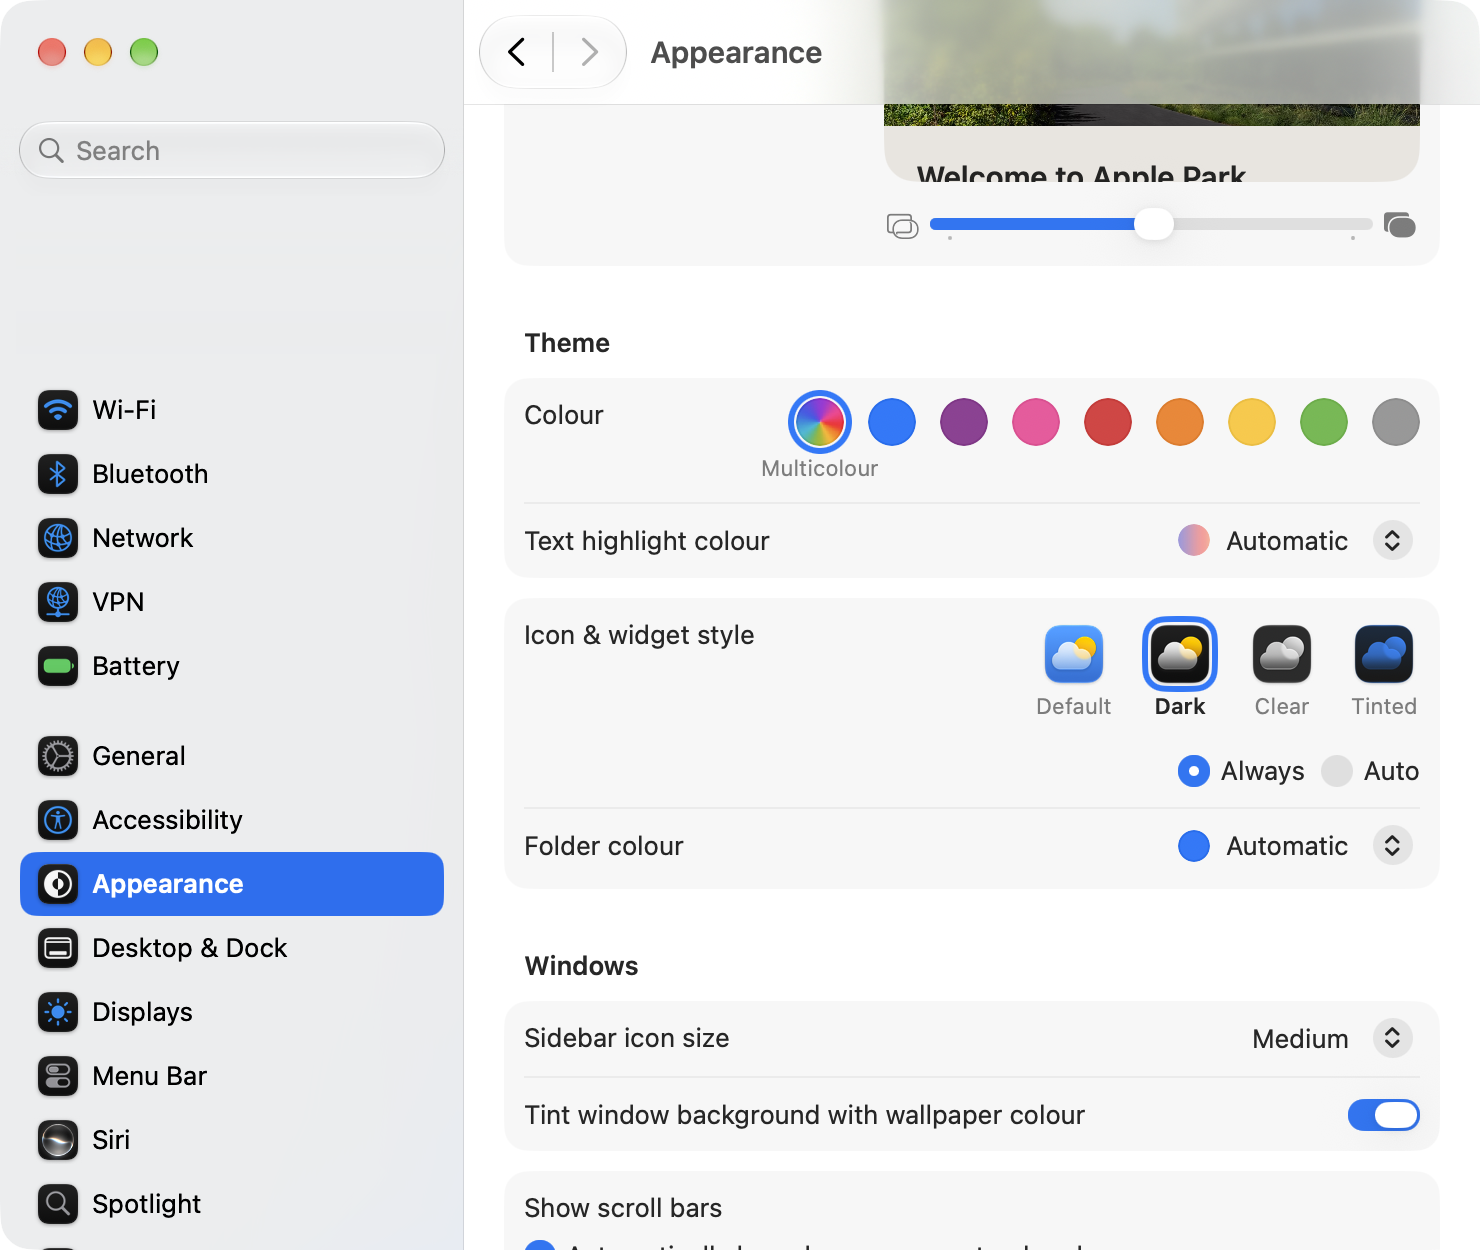 Appearance
Search
Welcome to Apple Park
Wi-Fi
Bluetooth
Network
VPN
Battery
General
Accessibility
Appearance
Desktop & Dock
Displays
Menu Bar
Siri
Spotlight
Theme
Colour
Multicolour
Text highlight colour Automatic
Icon & widget style
Default Dark Clear Tinted
Always Auto
Folder colour Automatic
Windows
Sidebar icon size Medium
Tint window background with wallpaper colour
Show scroll bars